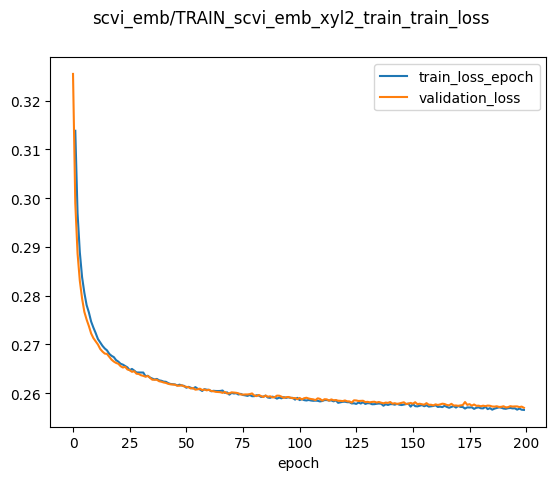 scvi_emb/TRAIN_scvi_emb_xyl2_train_train_loss
train_loss_epoch
validation_loss
0.32
0.31
0.30
0.29
0.28
0.27
0.26
0 25 50 75 100 125 150 175 200
epoch